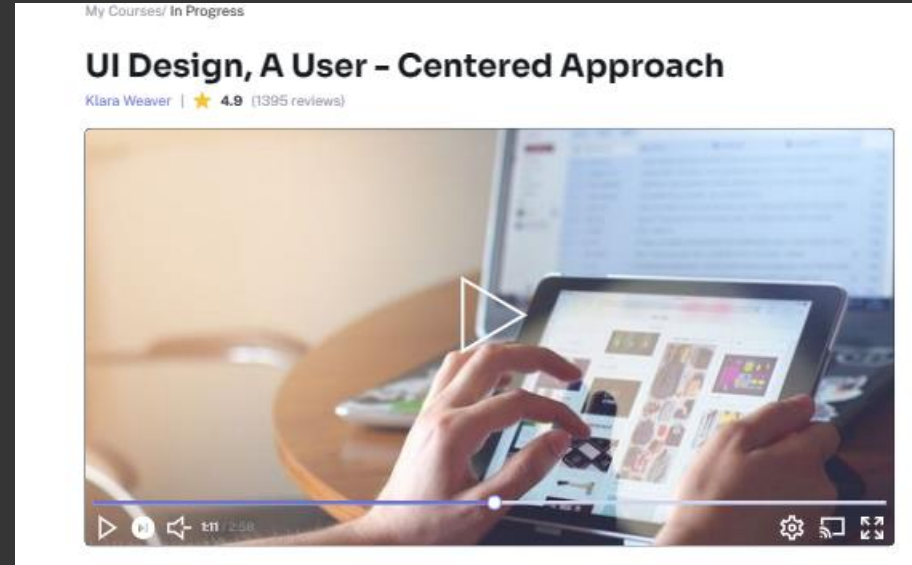 My Courses/ In Progress
UI Design, A User - Centered Approach
Klara Weaver | 4.9 (1395 reviews)
1:11 / 2:58